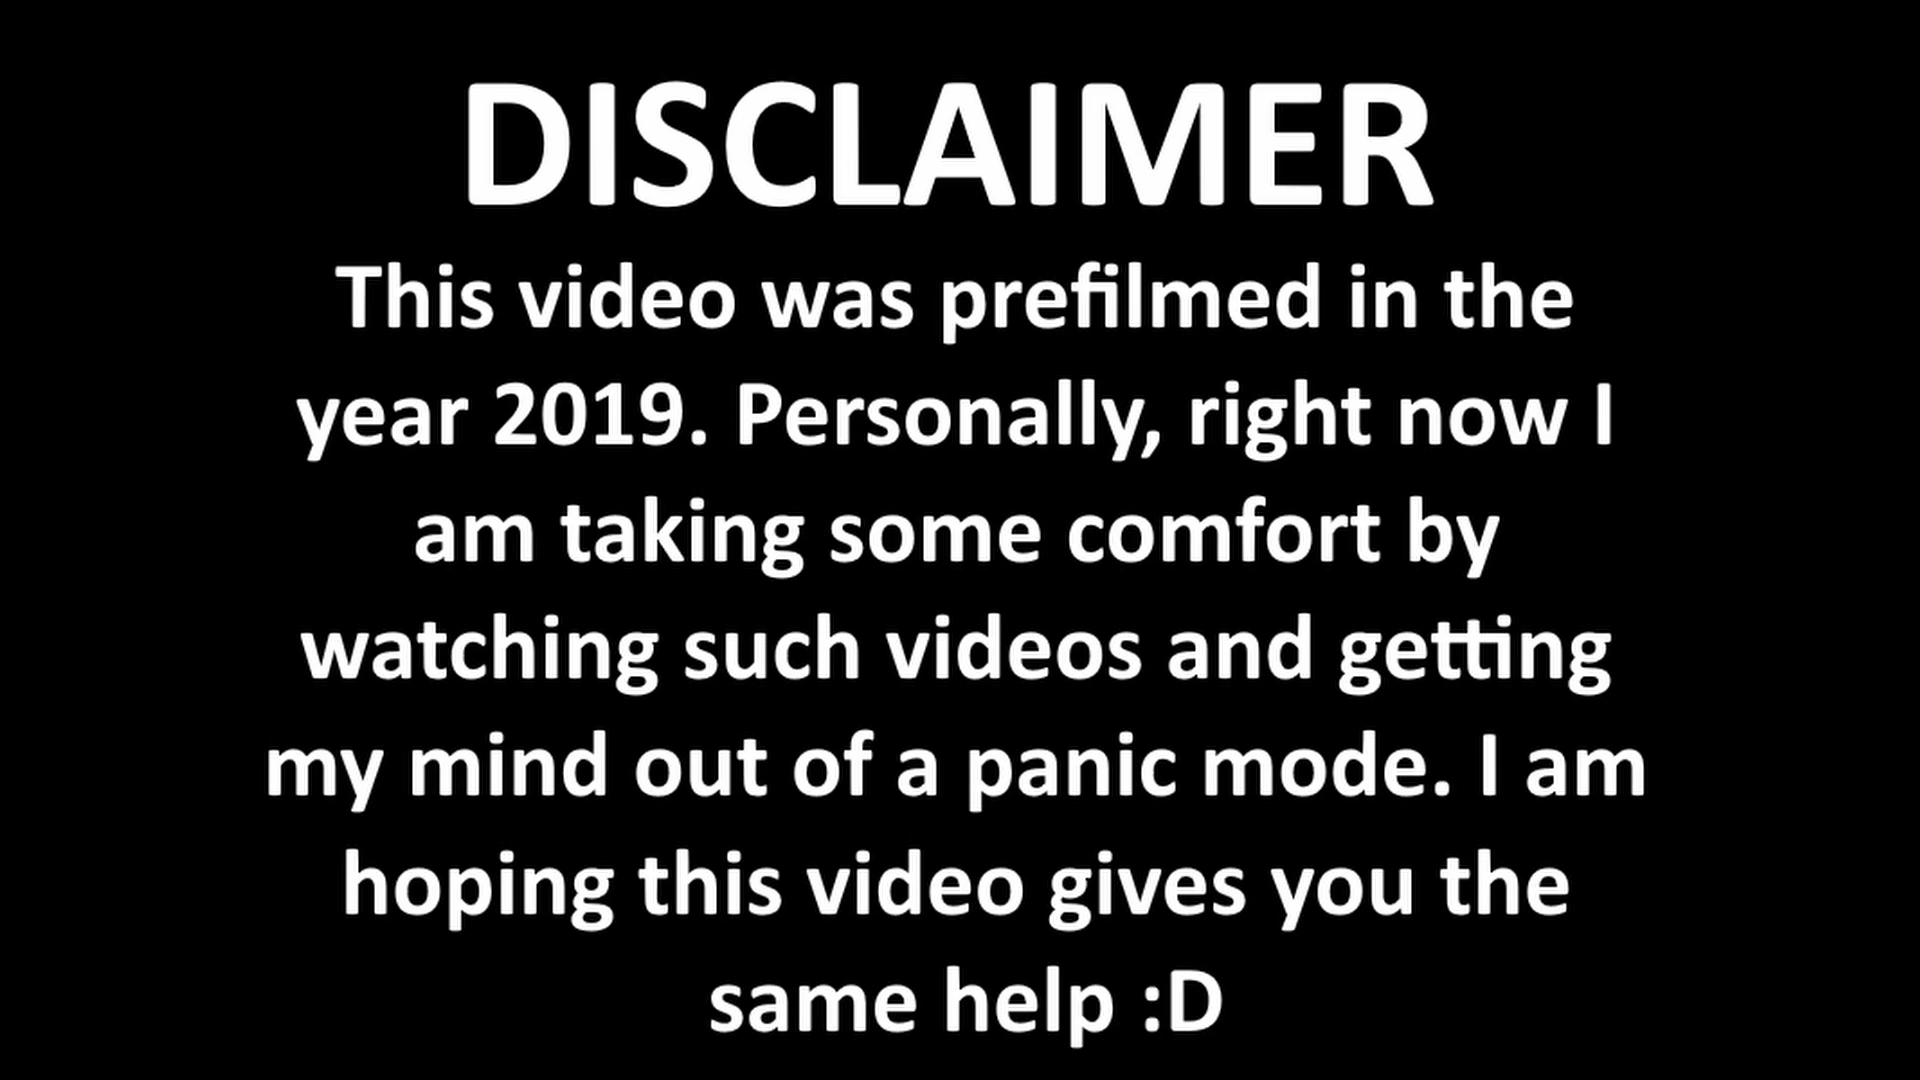 DISCLAIMER
This video was prefilmed in the
year 2019. Personally, right now I
am taking some comfort by
watching such videos and getting
my mind out of a panic mode. I am
hoping this video gives you the
same help :D